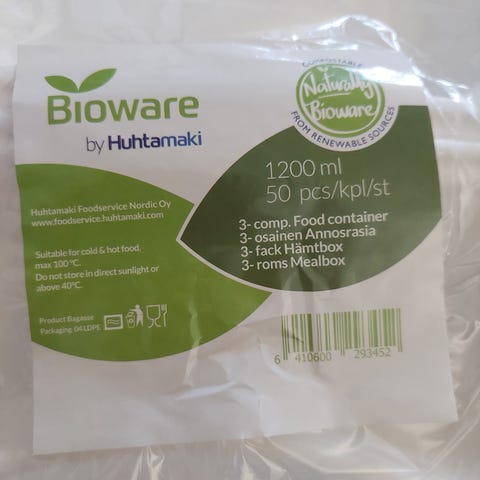 Bioware
by Huhtamaki
COMPOSTABLE
Naturally
Bioware
FROM RENEWABLE SOURCES
1200 ml
50 pcs/kpl/st
3- comp. Food container
3- osainen Annosrasia
3- fack Hämtbox
3- roms Mealbox
Huhtamaki Foodservice Nordic Oy
www.foodservice.huhtamaki.com
Suitable for cold & hot food,
max 100 °C.
Do not store in direct sunlight or
above 40°C.
Product Bagasse
Packaging 04 LDPE
6 410600 293452